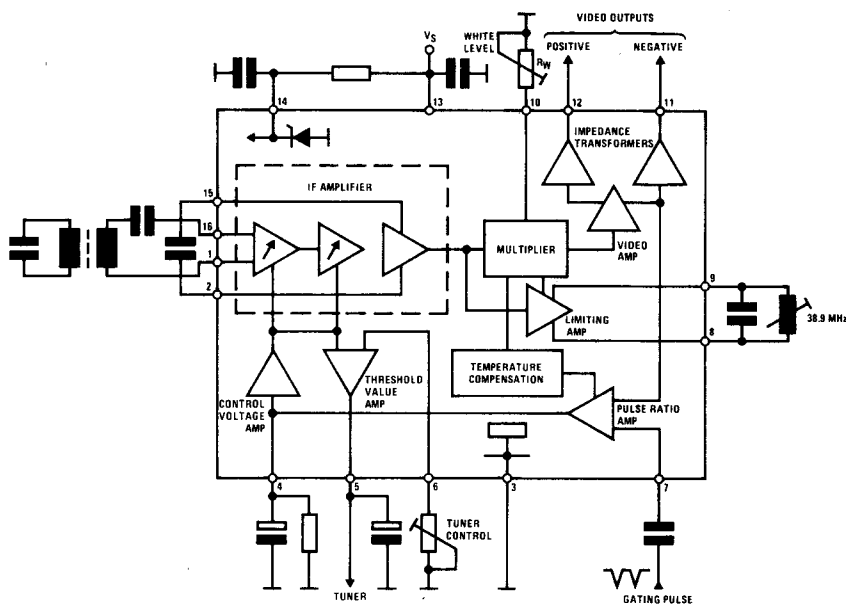 VIDEO OUTPUTS
POSITIVE
NEGATIVE
VS
WHITE
LEVEL
RW
14
13
10
12
11
IMPEDANCE
TRANSFORMERS
IF AMPLIFIER
15
16
1
2
MULTIPLIER
VIDEO
AMP
9
8
38.9 MHz
LIMITING
AMP
TEMPERATURE
COMPENSATION
THRESHOLD
VALUE
AMP
CONTROL
VOLTAGE
AMP
PULSE RATIO
AMP
4
5
6
3
7
TUNER
CONTROL
TUNER
GATING PULSE